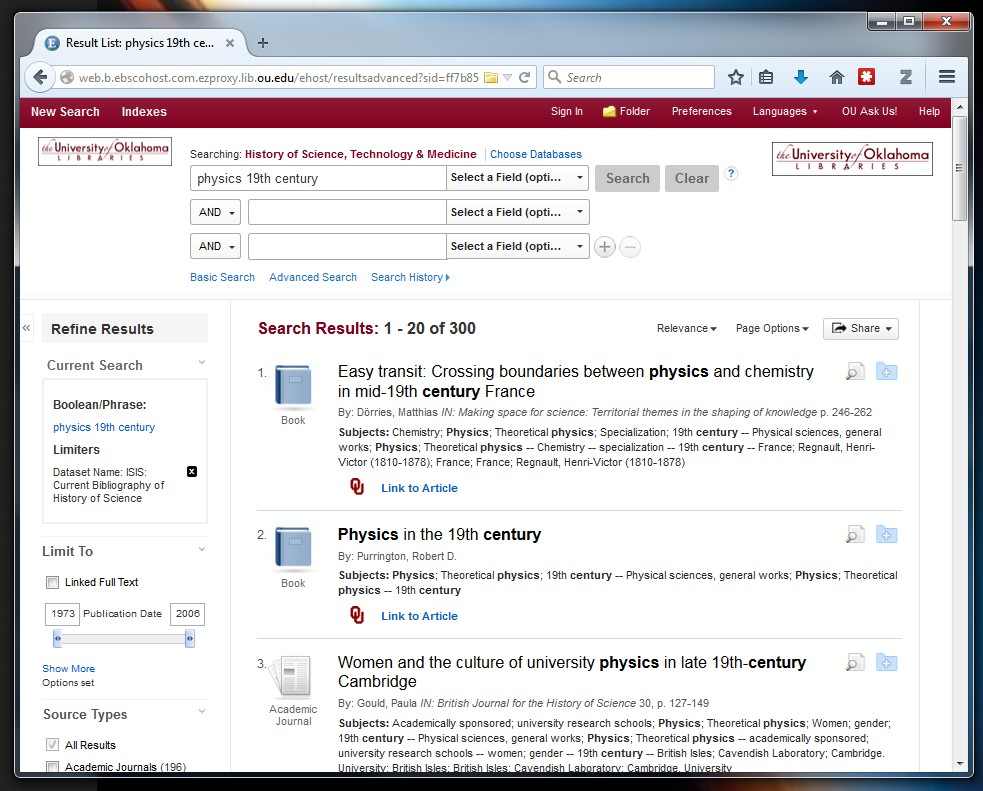 Result List: physics 19th ce...
web.b.ebscohost.com.ezproxy.lib.ou.edu/ehost/resultsadvanced?sid=ff7b85
Search
New Search Indexes Sign In Folder Preferences Languages OU Ask Us! Help
the University of Oklahoma
LIBRARIES
the University of Oklahoma
LIBRARIES
Searching: History of Science, Technology & Medicine Choose Databases
physics 19th century Select a Field (opti... Search Clear ?
AND Select a Field (opti...
AND Select a Field (opti...
Basic Search Advanced Search Search History
Refine Results
Current Search
Boolean/Phrase:
physics 19th century
Limiters
Dataset Name: ISIS:
Current Bibliography of
History of Science
Limit To
Linked Full Text
1973 Publication Date 2006
Show More
Options set
Source Types
All Results
Academic Journals (196)
Search Results: 1 - 20 of 300
Relevance Page Options Share
1.
Book
Easy transit: Crossing boundaries between physics and chemistry
in mid-19th century France
By: Dörries, Matthias IN: Making space for science: Territorial themes in the shaping of knowledge p. 246-262
Subjects: Chemistry; Physics; Theoretical physics; Specialization; 19th century -- Physical sciences, general
works; Physics; Theoretical physics -- Chemistry -- specialization -- 19th century -- France; Regnault, Henri-
Victor (1810-1878); France; France; Regnault, Henri-Victor (1810-1878)
OU Link to Article
2.
Book
Physics in the 19th century
By: Purrington, Robert D.
Subjects: Physics; Theoretical physics; 19th century -- Physical sciences, general works; Physics; Theoretical
physics -- 19th century
OU Link to Article
3.
Academic
Journal
Women and the culture of university physics in late 19th-century
Cambridge
By: Gould, Paula IN: British Journal for the History of Science 30, p. 127-149
Subjects: Academically sponsored; university research schools; Physics; Theoretical physics; Women; gender;
19th century -- Physical sciences, general works; Physics; Theoretical physics -- academically sponsored;
university research schools -- women; gender -- 19th century -- British Isles; Cavendish Laboratory; Cambridge.
University; British Isles; British Isles; Cavendish Laboratory; Cambridge. University